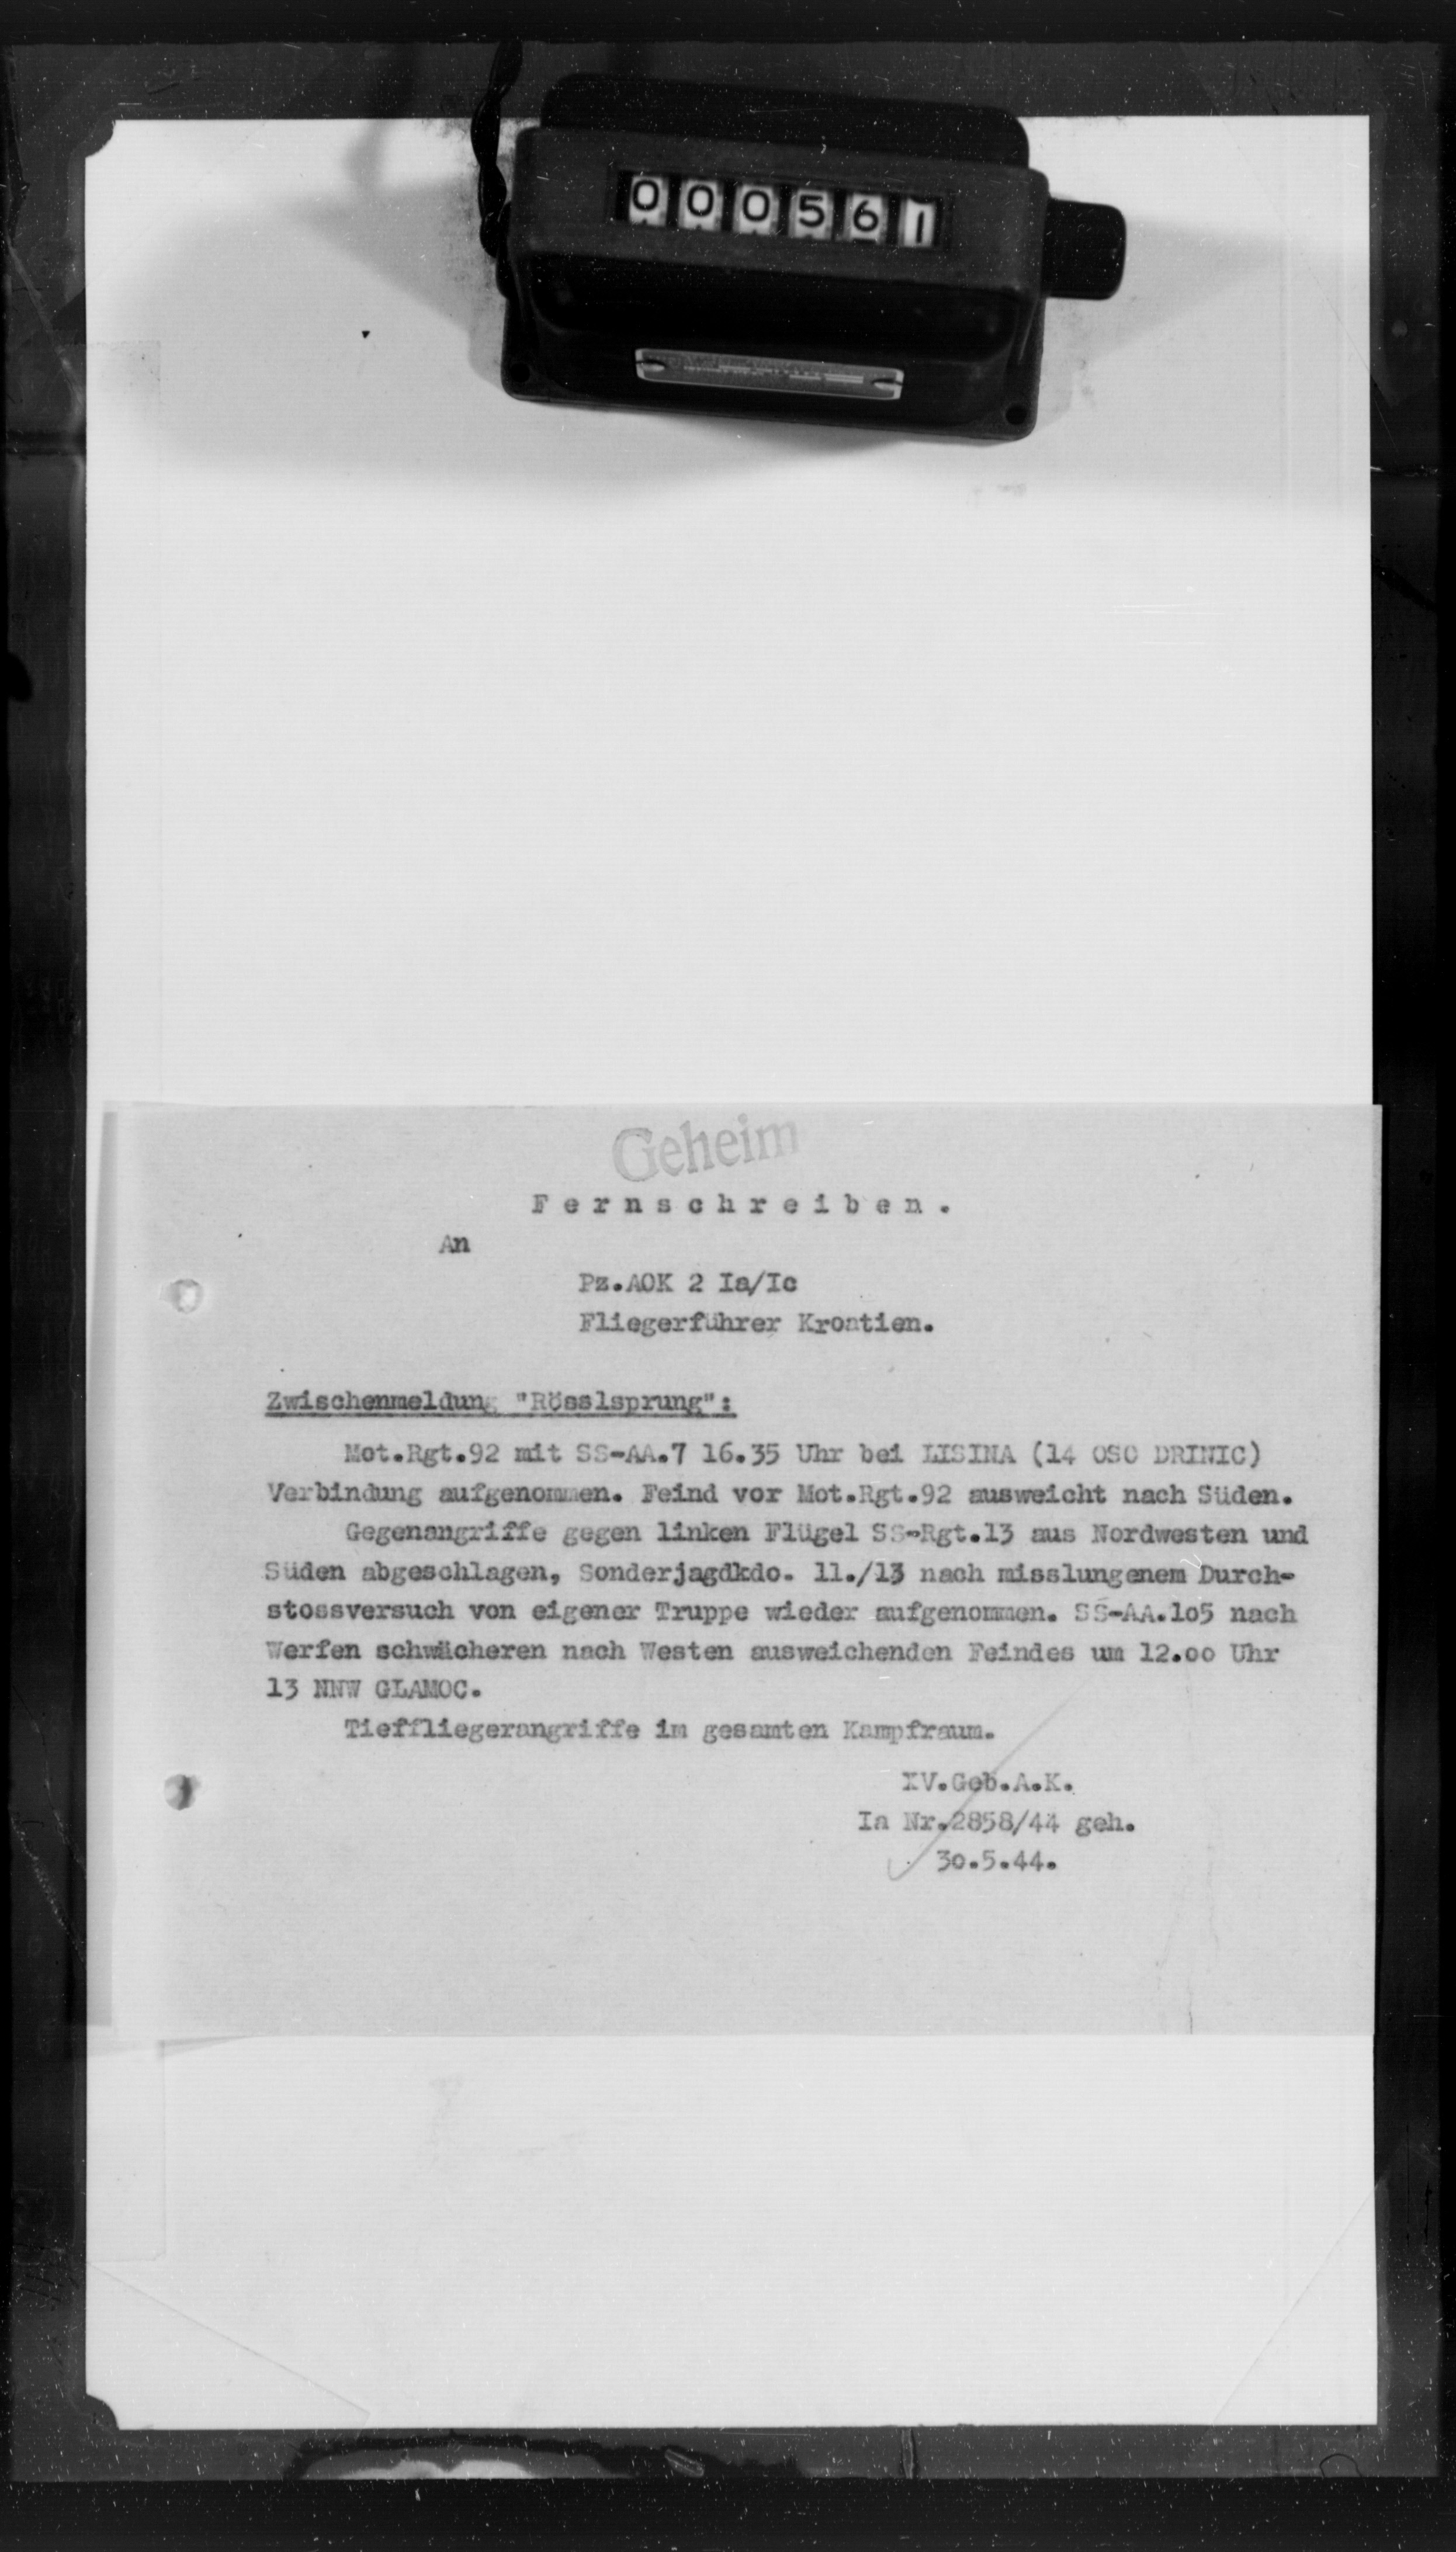 000561
Geheim
Fernschreiben.
An
Pz.AOK 2 Ia/Ic
Fliegerführer Kroatien.
Zwischenmeldung "Rösslsprung":
Mot.Rgt.92 mit SS-AA.7 16.35 Uhr bei LISINA (14 OSO DRINIC)
Verbindung aufgenommen. Feind vor Mot.Rgt.92 ausweicht nach Süden.
Gegenangriffe gegen linken Flügel SS-Rgt.13 aus Nordwesten und
Süden abgeschlagen, Sonderjagdkdo. 11./13 nach misslungenem Durch-
stossversuch von eigener Truppe wieder aufgenommen. SS-AA.1o5 nach
Werfen schwächeren nach Westen ausweichenden Feindes um 12.oo Uhr
13 NNW GLAMOC.
Tieffliegerangriffe im gesamten Kampfraum.
XV.Geb.A.K.
Ia Nr.2858/44 geh.
3o.5.44.